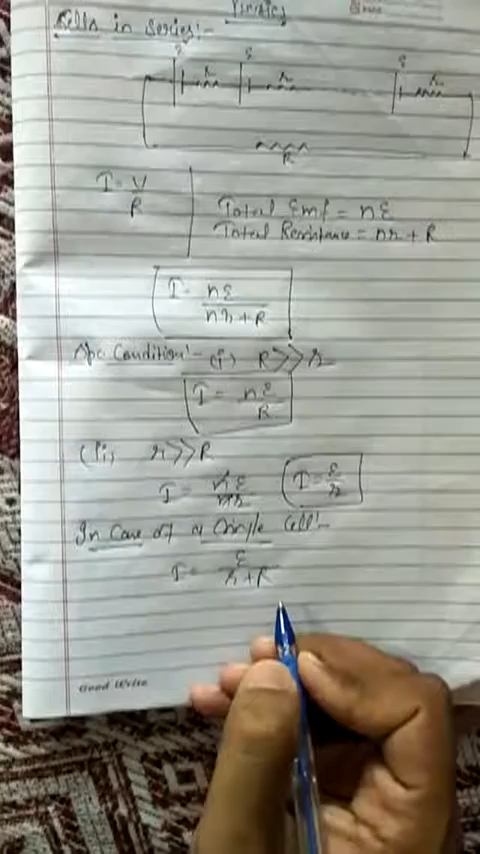 Cells in series:-
ε ε ε
r r r
R
I = V/R
Total Emf = nε
Total Resistance = nr + R
I = nε/nr+R
Spc Condition:- (i) R>>r
I = nε/R
(ii) r>>R
I = nε/nr I = ε/r
In Case of a Single Cell:-
I = ε/r+R
Good Write